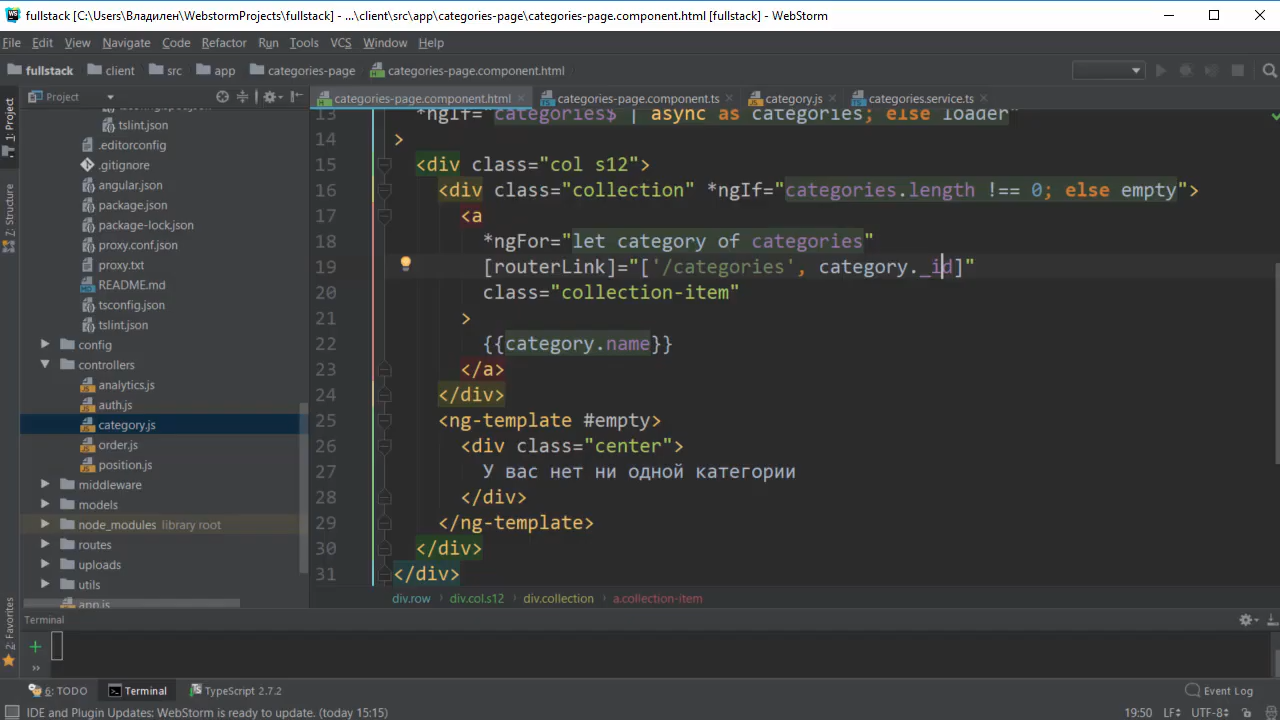 fullstack [C:\Users\Владилен\WebstormProjects\fullstack] - ...\client\src\app\categories-page\categories-page.component.html [fullstack] - WebStorm
File Edit View Navigate Code Refactor Run Tools VCS Window Help
fullstack client src app categories-page categories-page.component.html
Project
categories-page.component.html categories-page.component.ts category.js categories.service.ts
1: Project
7: Structure
2: Favorites
tslint.json
.editorconfig
.gitignore
angular.json
package.json
package-lock.json
proxy.conf.json
proxy.txt
README.md
tsconfig.json
tslint.json
config
controllers
analytics.js
auth.js
category.js
order.js
position.js
middleware
models
node_modules library root
routes
uploads
utils
app.js
13 *ngIf="categories$ | async as categories; else loader"
14 >
15 <div class="col s12">
16 <div class="collection" *ngIf="categories.length !== 0; else empty">
17 <a
18 *ngFor="let category of categories"
19 [routerLink]="['/categories', category._id]"
20 class="collection-item"
21 >
22 {{category.name}}
23 </a>
24 </div>
25 <ng-template #empty>
26 <div class="center">
27 У вас нет ни одной категории
28 </div>
29 </ng-template>
30 </div>
31 </div>
div.row div.col.s12 div.collection a.collection-item
Terminal
6: TODO Terminal TypeScript 2.7.2 Event Log
IDE and Plugin Updates: WebStorm is ready to update. (today 15:15) 19:50 LF UTF-8